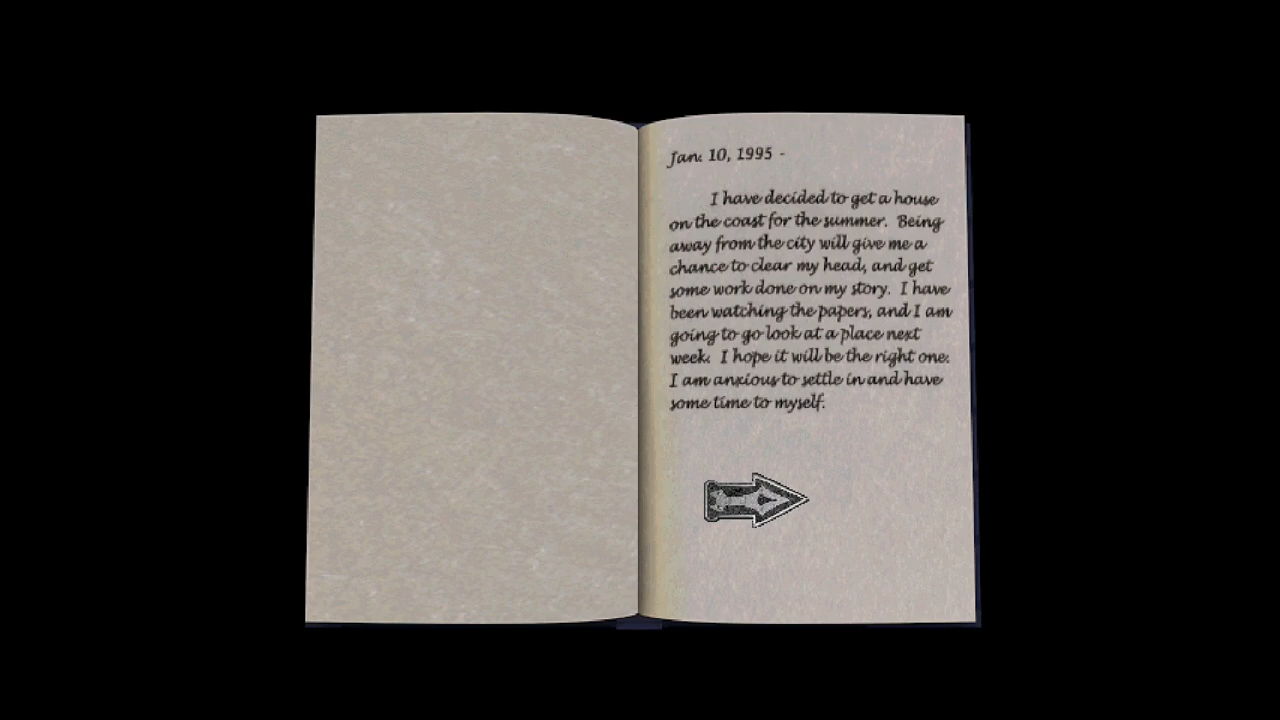 Jan. 10, 1995 -
I have decided to get a house
on the coast for the summer.  Being
away from the city will give me a
chance to clear my head, and get
some work done on my story.  I have
been watching the papers, and I am
going to go look at a place next
week.  I hope it will be the right one.
I am anxious to settle in and have
some time to myself.